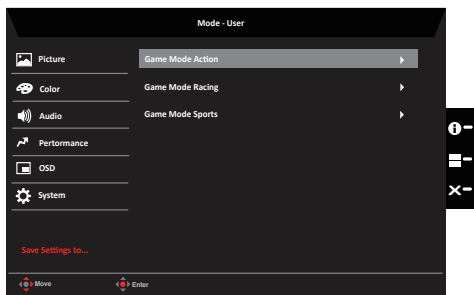 Mode - User
Picture
Game Mode Action
Color
Game Mode Racing
Audio
Game Mode Sports
Pertormance
OSD
System
Save Settings to...
Move
Enter